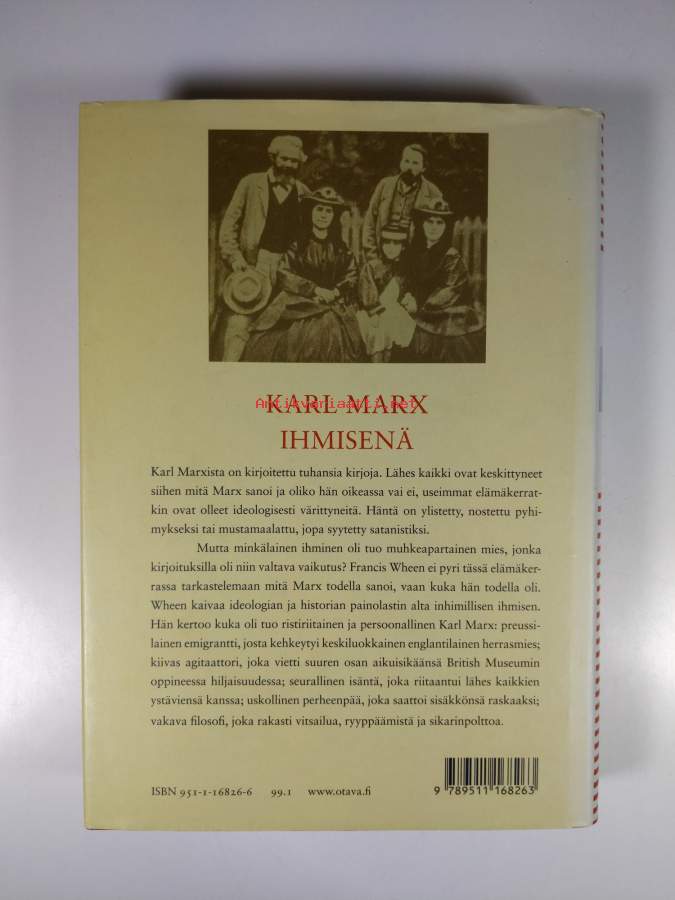 KARL MARX
Antikvariaatti.net
IHMISENÄ
Karl Marxista on kirjoitettu tuhansia kirjoja. Lähes kaikki ovat keskittyneet
siihen mitä Marx sanoi ja oliko hän oikeassa vai ei, useimmat elämäkerrat-
kin ovat olleet ideologisesti värittyneitä. Häntä on ylistetty, nostettu pyhi-
mykseksi tai mustamaalattu, jopa syytetty satanistiksi.
Mutta minkälainen ihminen oli tuo muhkeapartainen mies, jonka
kirjoituksilla oli niin valtava vaikutus? Francis Wheen ei pyri tässä elämäker-
rassa tarkastelemaan mitä Marx todella sanoi, vaan kuka hän todella oli.
Wheen kaivaa ideologian ja historian painolastin alta inhimillisen ihmisen.
Hän kertoo kuka oli tuo ristiriitainen ja persoonallinen Karl Marx: preussi-
lainen emigrantti, josta kehkeytyi keskiluokkainen englantilainen herrasmies;
kiivas agitaattori, joka vietti suuren osan aikuisikäänsä British Museumin
oppineessa hiljaisuudessa; seurallinen isäntä, joka riitaantui lähes kaikkien
ystäviensä kanssa; uskollinen perheenpää, joka saattoi sisäkkönsä raskaaksi;
vakava filosofi, joka rakasti vitsailua, ryyppäämistä ja sikarinpolttoa.
ISBN 951-1-16826-6 99.1 www.otava.fi
9 789511 168263